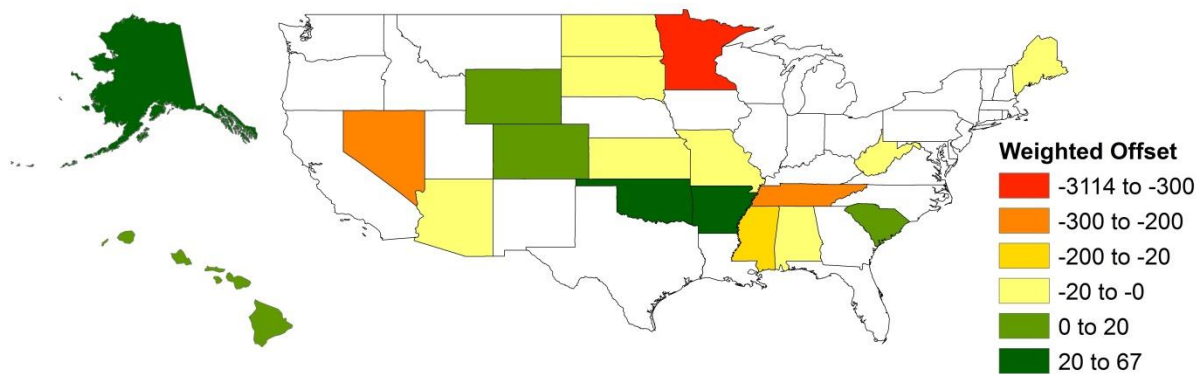 Weighted Offset
-3114 to -300
-300 to -200
-200 to -20
-20 to -0
0 to 20
20 to 67